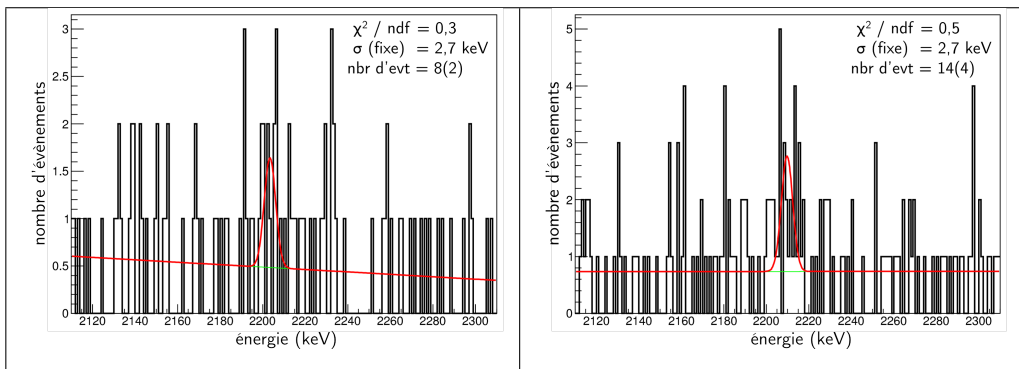 χ² / ndf = 0,3
σ (fixe) = 2,7 keV
nbr d'evt = 8(2)
nombre d'évènements
3
2.5
2
1.5
1
0.5
0
2120 2140 2160 2180 2200 2220 2240 2260 2280 2300
énergie (keV)
χ² / ndf = 0,5
σ (fixe) = 2,7 keV
nbr d'evt = 14(4)
nombre d'évènements
5
4
3
2
1
0
2120 2140 2160 2180 2200 2220 2240 2260 2280 2300
énergie (keV)